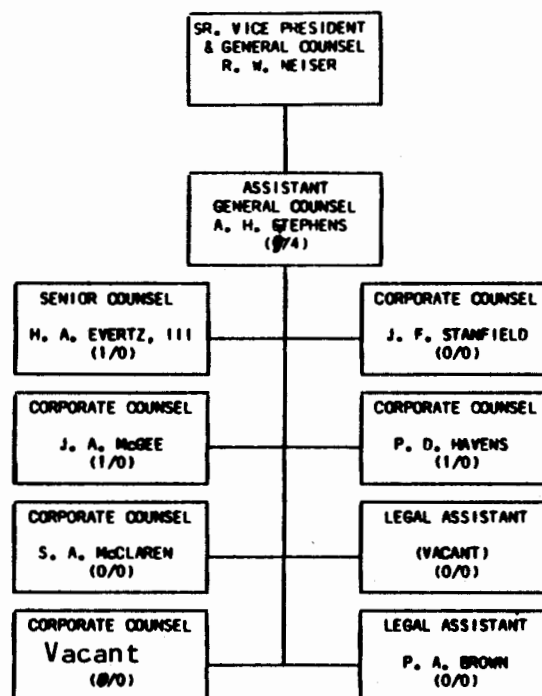 SR. VICE PRESIDENT
& GENERAL COUNSEL
R. W. NEISER
ASSISTANT
GENERAL COUNSEL
A. H. STEPHENS
SENIOR COUNSEL
H. A. EVERTZ, III
(1/0)
CORPORATE COUNSEL
J. F. STANFIELD
(0/0)
CORPORATE COUNSEL
J. A. McGEE
(1/0)
CORPORATE COUNSEL
P. D. HAVENS
(1/0)
CORPORATE COUNSEL
S. A. McCLAREN
(0/0)
LEGAL ASSISTANT
(VACANT)
(0/0)
CORPORATE COUNSEL
Vacant
LEGAL ASSISTANT
P. A. BROWN
(0/0)